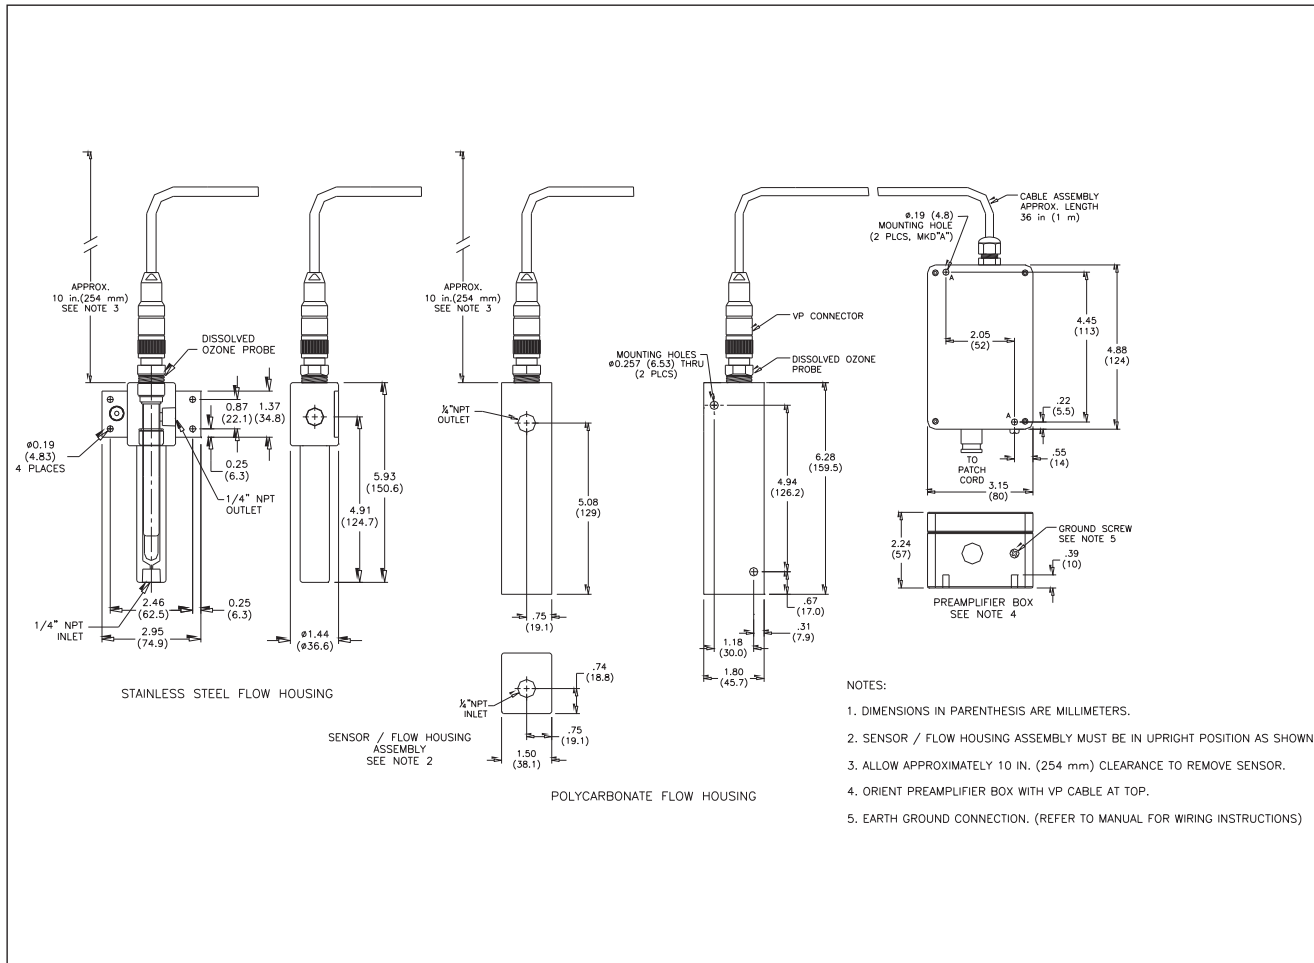 APPROX.
10 in.(254 mm)
SEE NOTE 3
DISSOLVED
OZONE PROBE
0.87
(22.1)
1.37
(34.8)
ø0.19
(4.83)
4 PLACES
0.25
(6.3)
1/4" NPT
OUTLET
5.93
(150.6)
4.91
(124.7)
2.46
(62.5)
0.25
(6.3)
1/4" NPT
INLET
2.95
(74.9)
ø1.44
(ø36.6)
STAINLESS STEEL FLOW HOUSING
APPROX.
10 in.(254 mm)
SEE NOTE 3
¼"NPT
OUTLET
5.08
(129)
.75
(19.1)
.74
(18.8)
¼"NPT
INLET
.75
(19.1)
1.50
(38.1)
SENSOR / FLOW HOUSING
ASSEMBLY
SEE NOTE 2
POLYCARBONATE FLOW HOUSING
VP CONNECTOR
MOUNTING HOLES
ø0.257 (6.53) THRU
(2 PLCS)
DISSOLVED OZONE
PROBE
6.28
(159.5)
4.94
(126.2)
.67
(17.0)
.31
(7.9)
1.18
(30.0)
1.80
(45.7)
CABLE ASSEMBLY
APPROX. LENGTH
36 in (1 m)
ø.19 (4.8)
MOUNTING HOLE
(2 PLCS, MKD"A")
A
4.45
(113)
2.05
(52)
4.88
(124)
A
.22
(5.5)
TO
PATCH
CORD
.55
(14)
3.15
(80)
2.24
(57)
GROUND SCREW
SEE NOTE 5
.39
(10)
PREAMPLIFIER BOX
SEE NOTE 4
NOTES:
1. DIMENSIONS IN PARENTHESIS ARE MILLIMETERS.
2. SENSOR / FLOW HOUSING ASSEMBLY MUST BE IN UPRIGHT POSITION AS SHOWN
3. ALLOW APPROXIMATELY 10 IN. (254 mm) CLEARANCE TO REMOVE SENSOR.
4. ORIENT PREAMPLIFIER BOX WITH VP CABLE AT TOP.
5. EARTH GROUND CONNECTION. (REFER TO MANUAL FOR WIRING INSTRUCTIONS)